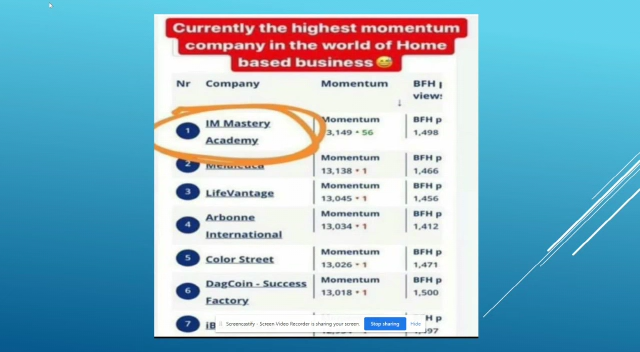 Currently the highest momentum
company in the world of Home
based business
Nr Company Momentum BFH
views
↓
1 IM Mastery Academy Momentum 3,149 • 56 BFH 1,498
2 Momentum 13,138 • 1 BFH p 1,466
3 LifeVantage Momentum 13,045 • 1 BFH p 1,456
4 Arbonne International Momentum 13,034 • 1 BFH p 1,412
5 Color Street Momentum 13,026 • 1 BFH p 1,471
6 DagCoin - Success Factory Momentum 13,018 • 1 BFH p 1,500
7
Screencastify - Screen Video Recorder is sharing your screen. Stop sharing Hide